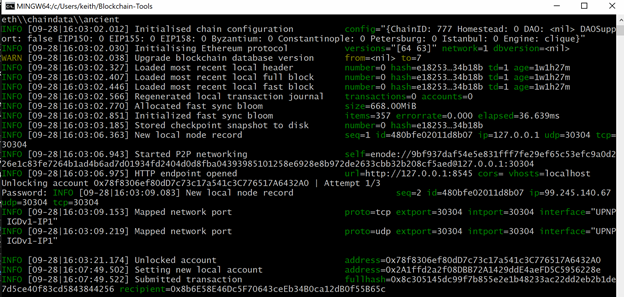 MINGW64:/c/Users/keith/Blockchain-Tools
eth\\chaindata\\ancient
INFO [09-28|16:03:02.012] Initialised chain configuration config="{ChainID: 777 Homestead: 0 DAO: <nil> DAOSupp
ort: false EIP150: 0 EIP155: 0 EIP158: 0 Byzantium: 0 Constantinople: 0 Petersburg: 0 Istanbul: 0 Engine: clique}"
INFO [09-28|16:03:02.030] Initialising Ethereum protocol versions="[64 63]" network=1 dbversion=<nil>
WARN [09-28|16:03:02.038] Upgrade blockchain database version from=<nil> to=7
INFO [09-28|16:03:02.327] Loaded most recent local header number=0 hash=e18253…34b18b td=1 age=1w1h27m
INFO [09-28|16:03:02.407] Loaded most recent local full block number=0 hash=e18253…34b18b td=1 age=1w1h27m
INFO [09-28|16:03:02.446] Loaded most recent local fast block number=0 hash=e18253…34b18b td=1 age=1w1h27m
INFO [09-28|16:03:02.566] Regenerated local transaction journal transactions=0 accounts=0
INFO [09-28|16:03:02.770] Allocated fast sync bloom size=668.00MiB
INFO [09-28|16:03:02.851] Initialized fast sync bloom items=357 errorrate=0.000 elapsed=36.639ms
INFO [09-28|16:03:03.185] Stored checkpoint snapshot to disk number=0 hash=e18253…34b18b
INFO [09-28|16:03:06.363] New local node record seq=1 id=480bfe02011d8b07 ip=127.0.0.1 udp=30304 tcp=
30304
INFO [09-28|16:03:06.943] Started P2P networking
INFO [09-28|16:03:06.975] HTTP endpoint opened url=http://127.0.0.1:8545 cors= vhosts=localhost
Unlocking account 0x78f8306ef80dD7c73c17a541c3C776517A6432A0 | Attempt 1/3
Password: INFO [09-28|16:03:09.083] New local node record seq=2 id=480bfe02011d8b07 ip=99.245.140.67
udp=30304 tcp=30304
INFO [09-28|16:03:09.153] Mapped network port proto=tcp extport=30304 intport=30304 interface="UPNP
IGDv1-IP1"
INFO [09-28|16:03:09.219] Mapped network port proto=udp extport=30304 intport=30304 interface="UPNP
IGDv1-IP1"
INFO [09-28|16:03:21.174] Unlocked account address=0x78f8306ef80dD7c73c17a541c3C776517A6432A0
INFO [09-28|16:07:49.502] Setting new local account address=0x2A1ffd2a2f08DBB72A1429ddE4aeFD5C5956228e
INFO [09-28|16:07:49.522] Submitted transaction
recipient=0x8b6E58E46Dc5F70643ceEb34B0ca12dB0f55B65c